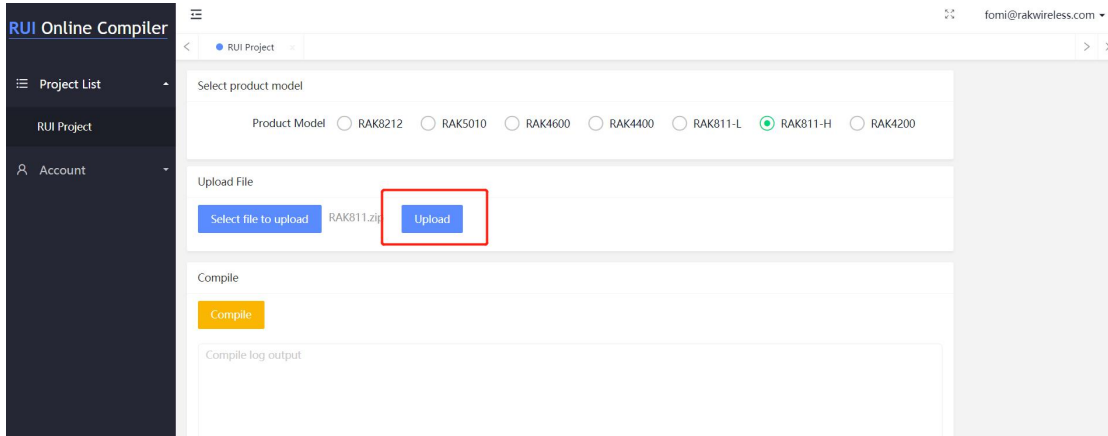 RUI Online Compiler
fomi@rakwireless.com
RUI Project
Project List
RUI Project
Account
Select product model
Product Model RAK8212 RAK5010 RAK4600 RAK4400 RAK811-L RAK811-H RAK4200
Upload File
Select file to upload RAK811.zip Upload
Compile
Compile
Compile log output